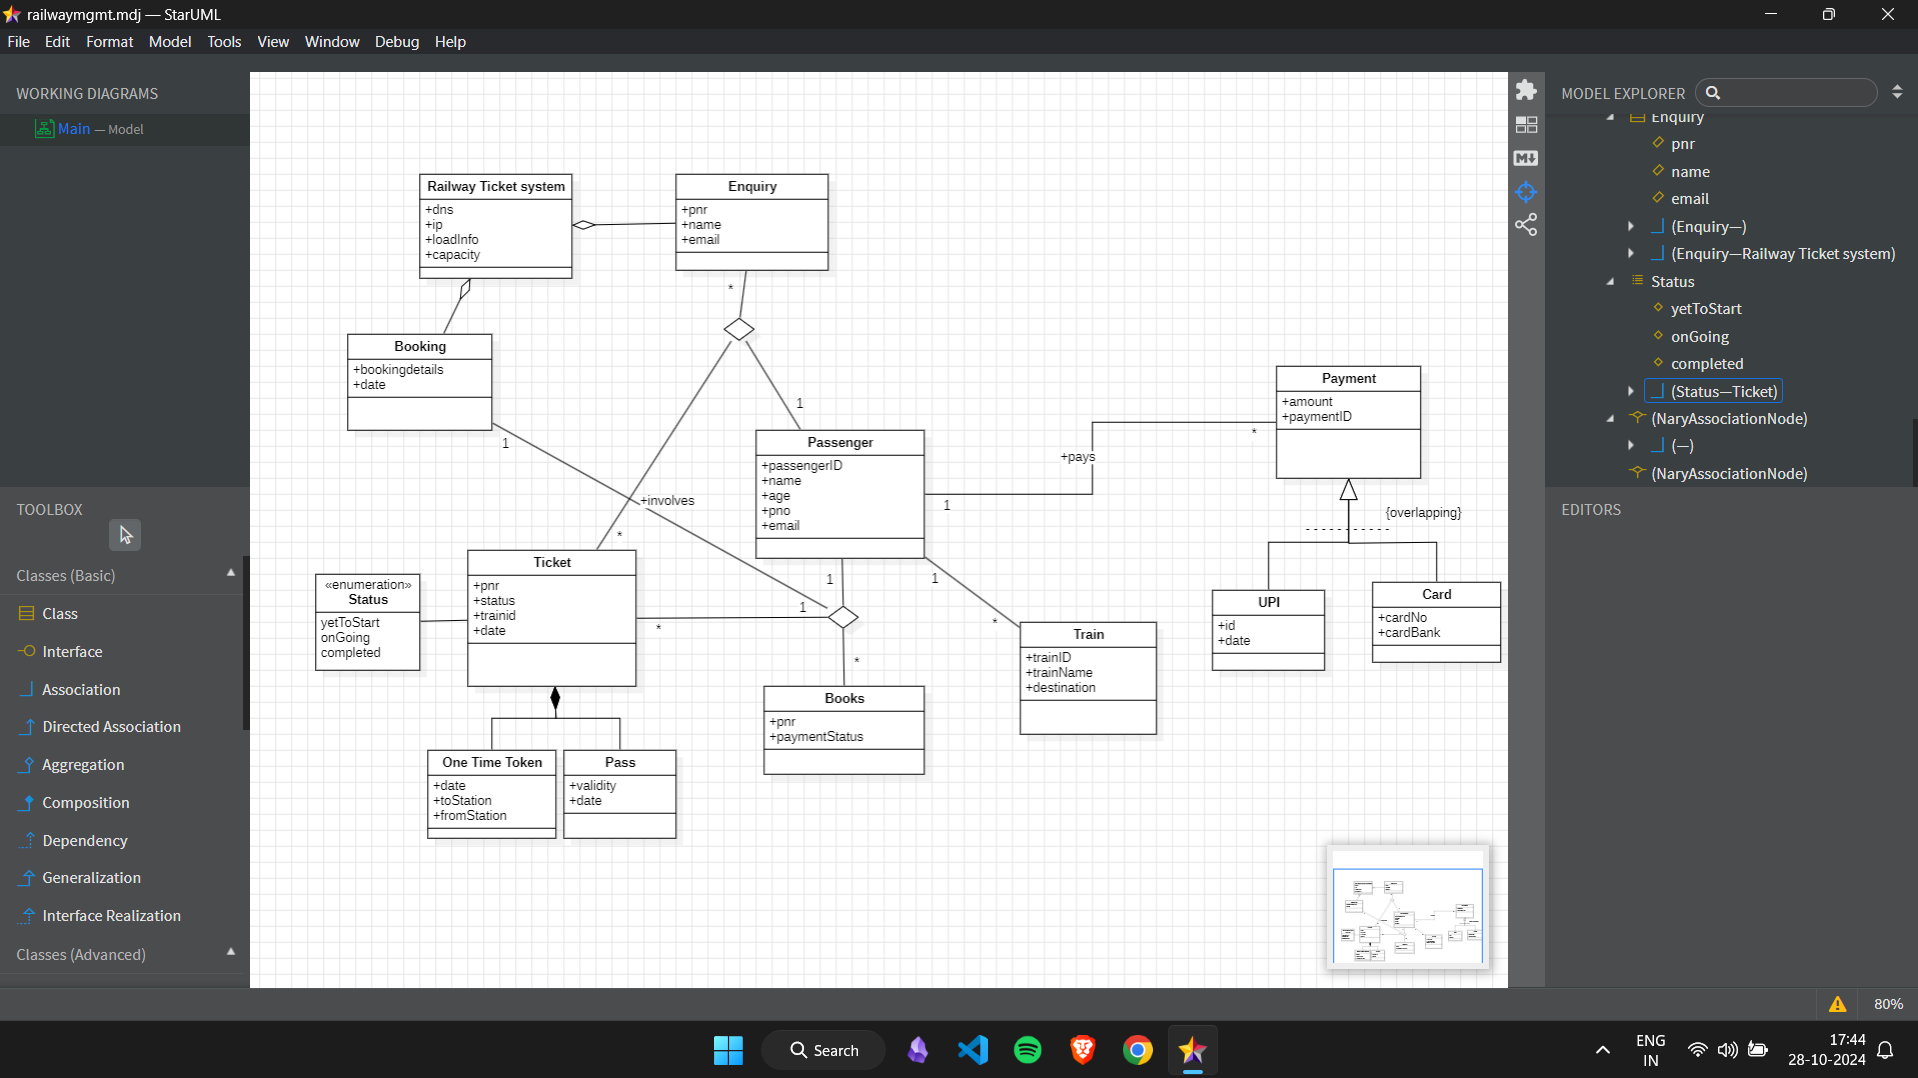 railwaymgmt.mdj — StarUML
File Edit Format Model Tools View Window Debug Help
WORKING DIAGRAMS
Main — Model
TOOLBOX
Classes (Basic)
Class
Interface
Association
Directed Association
Aggregation
Composition
Dependency
Generalization
Interface Realization
Classes (Advanced)
Railway Ticket system
+dns
+ip
+loadInfo
+capacity
Enquiry
+pnr
+name
+email
*
Booking
+bookingdetails
+date
1
1
Passenger
+passengerID
+name
+age
+pno
+email
+pays
*
1
Payment
+amount
+paymentID
{overlapping}
+involves
*
Ticket
+pnr
+status
+trainid
+date
«enumeration»
Status
yetToStart
onGoing
completed
1
1
1
*
*
*
Train
+trainID
+trainName
+destination
UPI
+id
+date
Card
+cardNo
+cardBank
Books
+pnr
+paymentStatus
One Time Token
+date
+toStation
+fromStation
Pass
+validity
+date
MODEL EXPLORER
Enquiry
pnr
name
email
(Enquiry—)
(Enquiry—Railway Ticket system)
Status
yetToStart
onGoing
completed
(Status—Ticket)
(NaryAssociationNode)
(—)
(NaryAssociationNode)
EDITORS
80%
Search
ENG
IN
17:44
28-10-2024